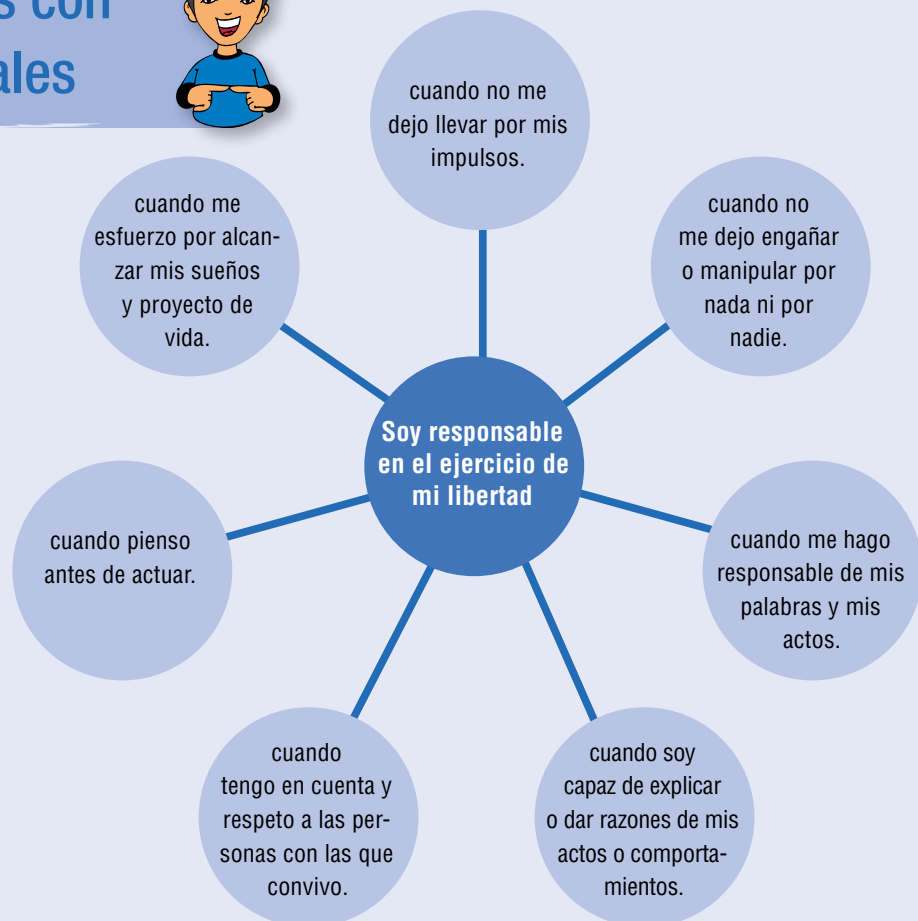 s con
ales
cuando no me
dejo llevar por mis
impulsos.
cuando no
me dejo engañar
o manipular por
nada ni por
nadie.
cuando me hago
responsable de mis
palabras y mis
actos.
cuando soy
capaz de explicar
o dar razones de mis
actos o comporta-
mientos.
cuando
tengo en cuenta y
respeto a las per-
sonas con las que
convivo.
cuando pienso
antes de actuar.
cuando me
esfuerzo por alcan-
zar mis sueños
y proyecto de
vida.
Soy responsable
en el ejercicio de
mi libertad